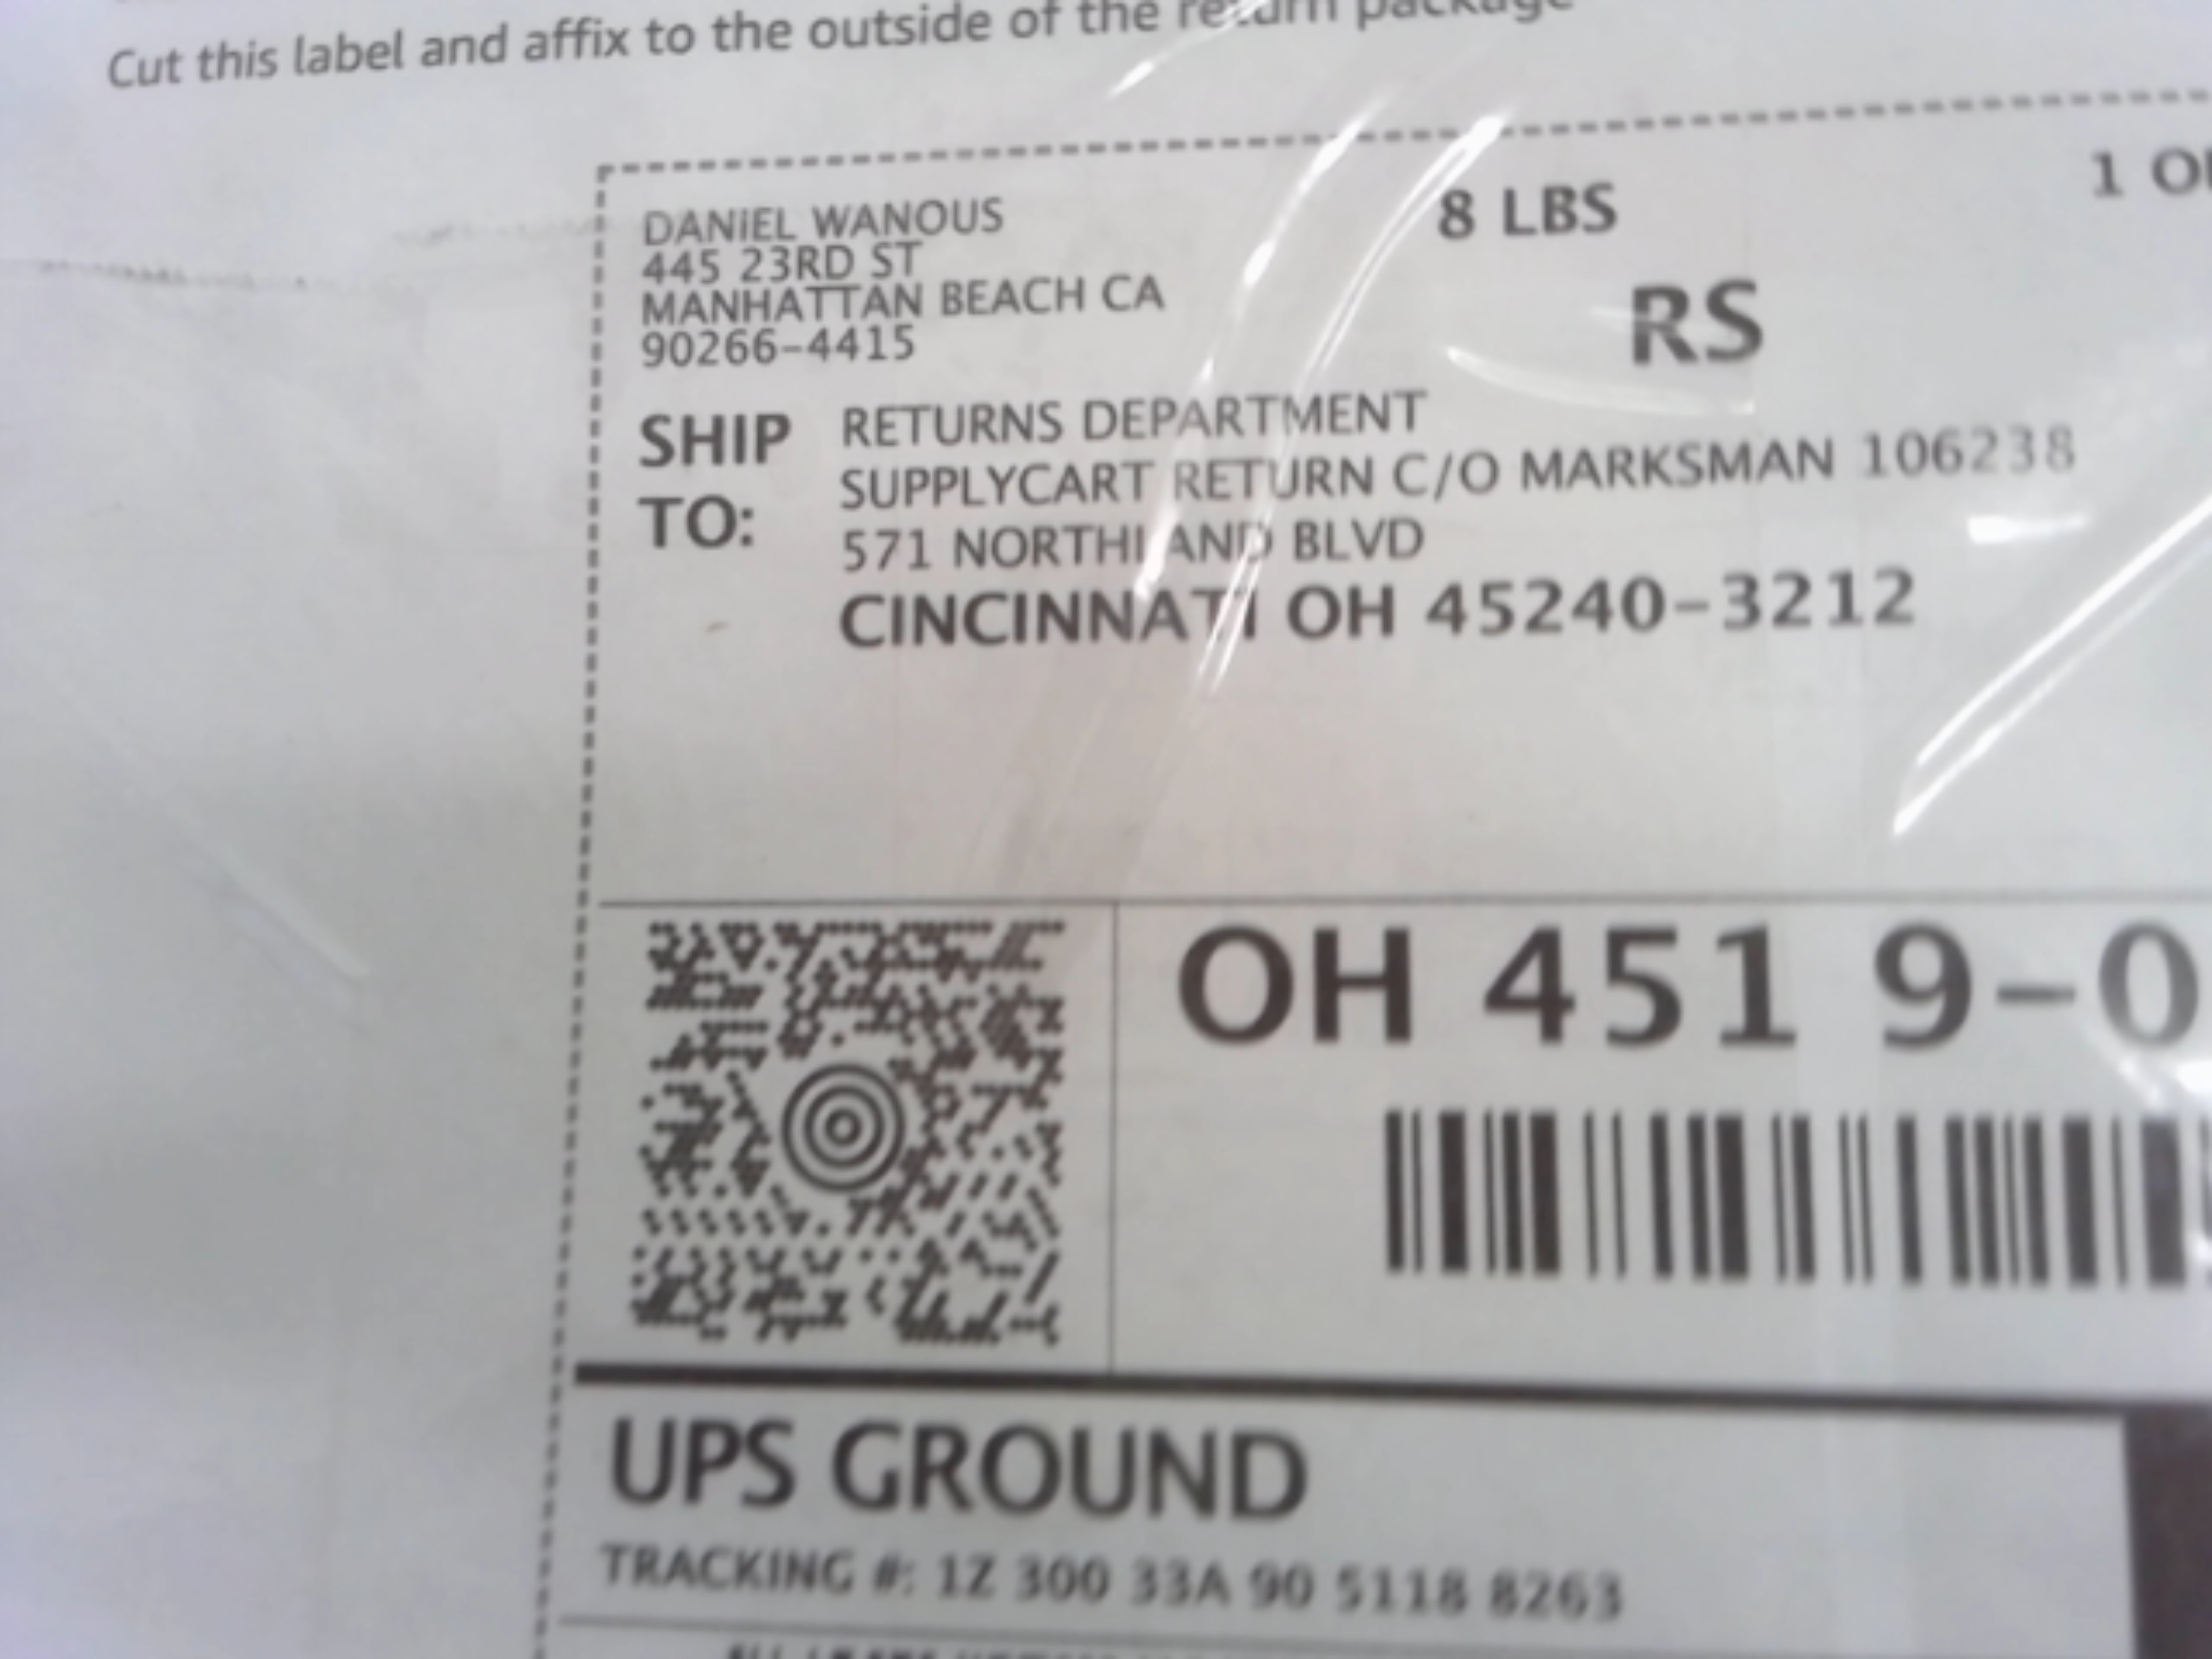 Cut this label and affix to the outside of the return package
DANIEL WANOUS
445 23RD ST
MANHATTAN BEACH CA
90266-4415
8 LBS
1 O
RS
SHIP TO:
RETURNS DEPARTMENT
SUPPLYCART RETURN C/O MARKSMAN 106238
571 NORTHLAND BLVD
CINCINNATI OH 45240-3212
OH 451 9-0
UPS GROUND
TRACKING #: 1Z 300 33A 90 5118 8263